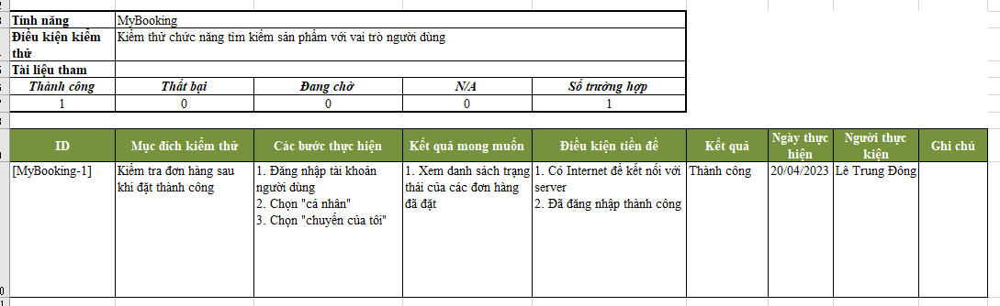 Tính năng MyBooking
Điều kiện kiểm thử Kiểm thử chức năng tìm kiếm sản phẩm với vai trò người dùng
Tài liệu tham
Thành công Thất bại Đang chờ N/A Số trường hợp
1 0 0 0 1
ID Mục đích kiểm thử Các bước thực hiện Kết quả mong muốn Điều kiện tiền đề Kết quả Ngày thực hiện Người thực kiện Ghi chú
[MyBooking-1]
Kiểm tra đơn hàng sau
khi đặt thành công
1. Đăng nhập tài khoản
người dùng
2. Chọn "cá nhân"
3. Chọn "chuyến của tôi"
1. Xem danh sách trạng
thái của các đơn hàng
đã đặt
1. Có Internet để kết nối với
server
2. Đã đăng nhập thành công
Thành công
20/04/2023
Lê Trung Đông